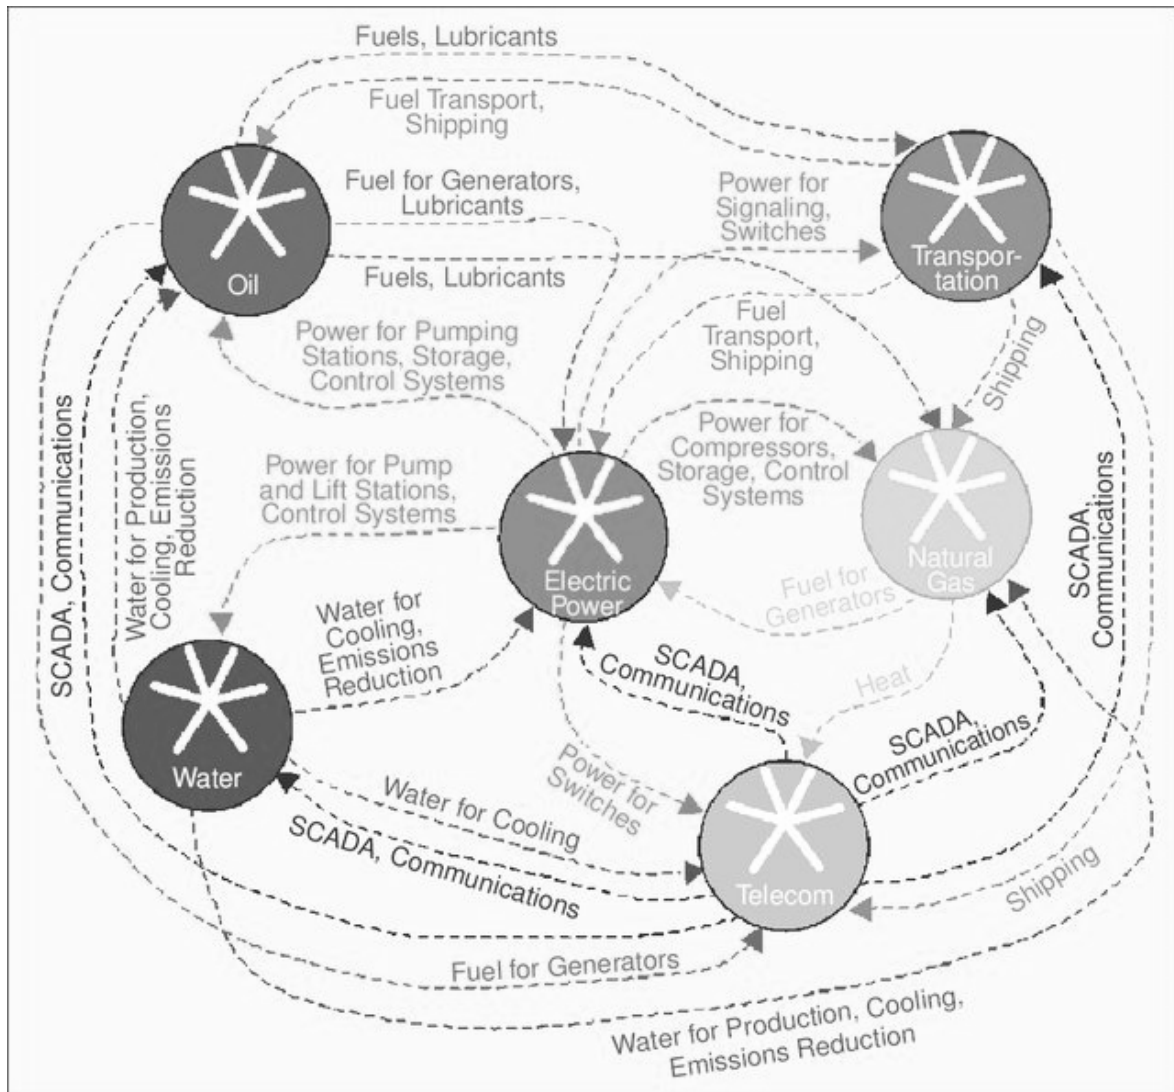 Fuels, Lubricants
Fuel Transport,
Shipping
Fuel for Generators,
Lubricants
Power for
Signaling,
Switches
Oil
Fuels, Lubricants
Transpor-
tation
Power for Pumping
Stations, Storage,
Control Systems
Fuel
Transport,
Shipping
Shipping
SCADA, Communications
Water for Production,
Cooling, Emissions
Reduction
Power for Pump
and Lift Stations,
Control Systems
Power for
Compressors,
Storage, Control
Systems
SCADA,
Communications
Electric
Power
Natural
Gas
Fuel for
Generators
Water for
Cooling,
Emissions
Reduction
SCADA,
Communications
Heat
SCADA,
Communications
Water
Power for
Switches
Water for Cooling
SCADA, Communications
Telecom
Shipping
Fuel for Generators
Water for Production, Cooling,
Emissions Reduction